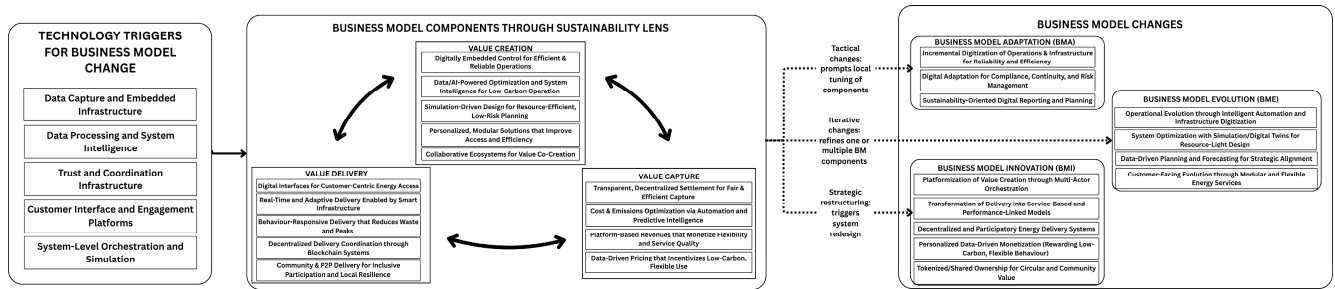 TECHNOLOGY TRIGGERS
FOR BUSINESS MODEL
CHANGE
Data Capture and Embedded
Infrastructure
Data Processing and System
Intelligence
Trust and Coordination
Infrastructure
Customer Interface and Engagement
Platforms
System-Level Orchestration and
Simulation
BUSINESS MODEL COMPONENTS THROUGH SUSTAINABILITY LENS
VALUE CREATION
Digitally Embedded Control for Efficient &
Reliable Operations
Data/AI-Powered Optimization and System
Intelligence for Low-Carbon Operation
Simulation-Driven Design for Resource-Efficient,
Low-Risk Planning
Personalized, Modular Solutions that Improve
Access and Efficiency
Collaborative Ecosystems for Value Co-Creation
VALUE DELIVERY
Digital Interfaces for Customer-Centric Energy Access
Real-Time and Adaptive Delivery Enabled by Smart
Infrastructure
Behaviour-Responsive Delivery that Reduces Waste
and Peaks
Decentralized Delivery Coordination through
Blockchain Systems
Community & P2P Delivery for Inclusive
Participation and Local Resilience
VALUE CAPTURE
Transparent, Decentralized Settlement for Fair &
Efficient Capture
Cost & Emissions Optimization via Automation and
Predictive Intelligence
Platform-Based Revenues that Monetize Flexibility
and Service Quality
Data-Driven Pricing that Incentivizes Low-Carbon,
Flexible Use
Tactical
changes:
prompts local
tuning of
components
Iterative
changes:
refines one or
multiple BM
components
Strategic
restructuring:
triggers
system
redesign
BUSINESS MODEL CHANGES
BUSINESS MODEL ADAPTATION (BMA)
Incremental Digitization of Operations & Infrastructure
for Reliability and Efficiency
Digital Adaptation for Compliance, Continuity, and Risk
Management
Sustainability-Oriented Digital Reporting and Planning
BUSINESS MODEL EVOLUTION (BME)
Operational Evolution through Intelligent Automation and
Infrastructure Digitization
System Optimization with Simulation/Digital Twins for
Resource-Light Design
Data-Driven Planning and Forecasting for Strategic Alignment
Customer-Facing Evolution through Modular and Flexible
Energy Services
BUSINESS MODEL INNOVATION (BMI)
Platformization of Value Creation through Multi-Actor
Orchestration
Transformation of Delivery into Service-Based and
Performance-Linked Models
Decentralized and Participatory Energy Delivery Systems
Personalized Data-Driven Monetization (Rewarding
Low-Carbon, Flexible Behaviour)
Tokenized/Shared Ownership for Circular and Community
Value